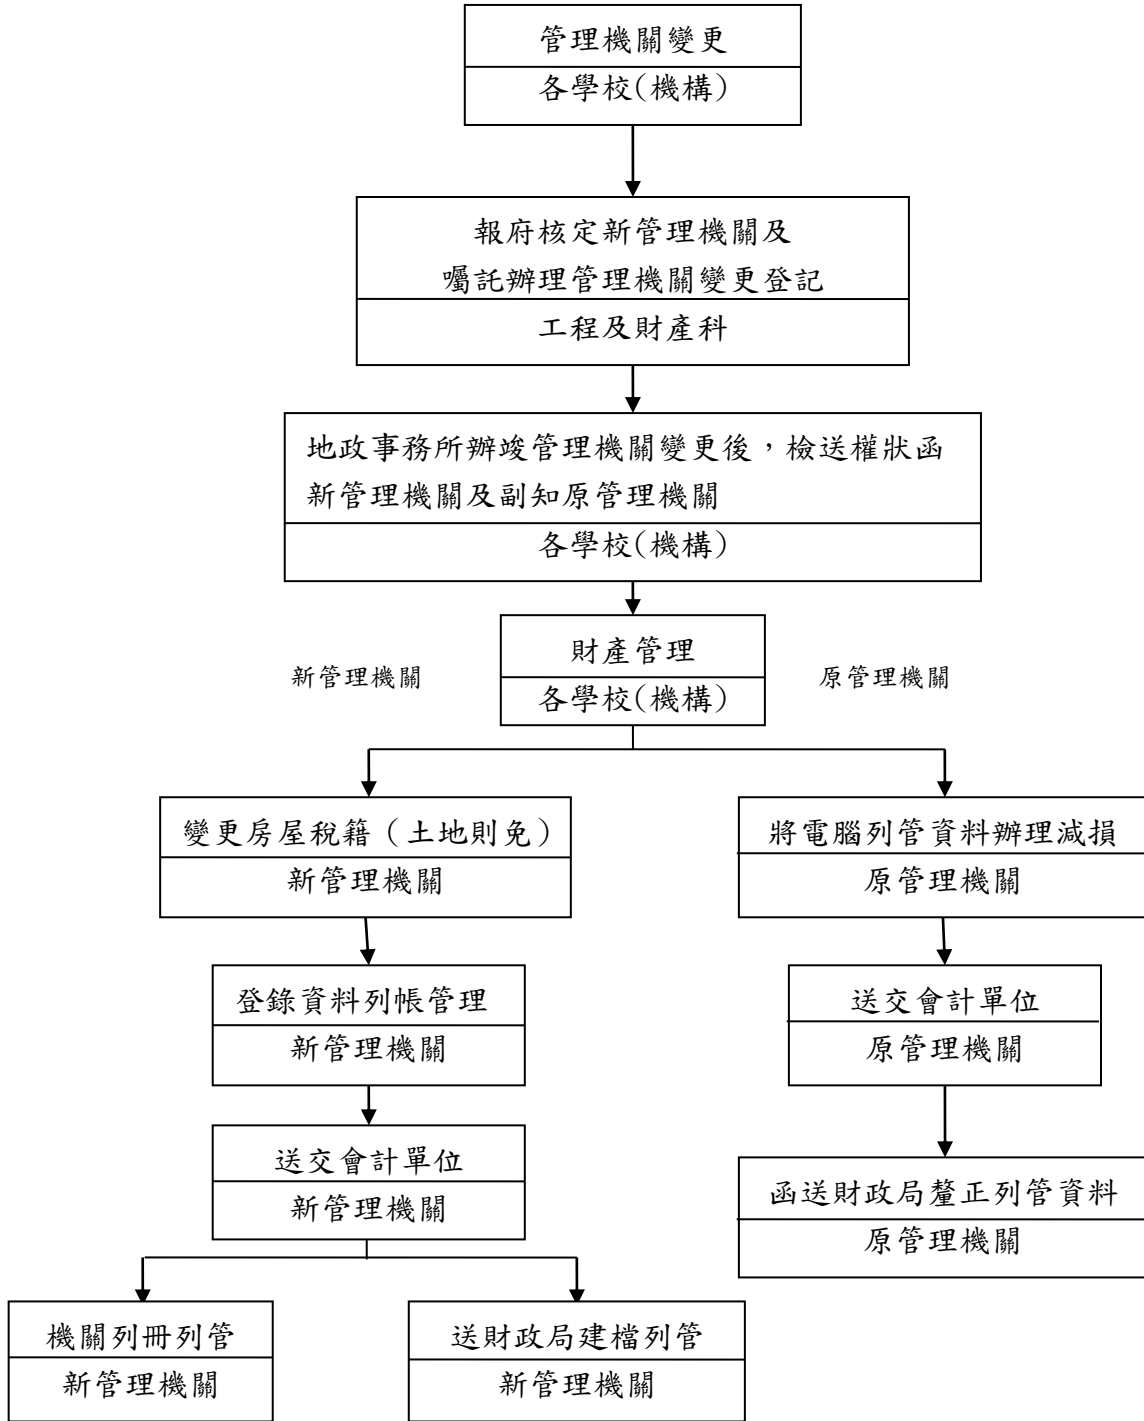 管理機關變更
各學校(機構)
報府核定新管理機關及
囑託辦理管理機關變更登記
工程及財產科
地政事務所辦竣管理機關變更後，檢送權狀函
新管理機關及副知原管理機關
各學校(機構)
財產管理
各學校(機構)
新管理機關
原管理機關
變更房屋稅籍（土地則免）
新管理機關
將電腦列管資料辦理減損
原管理機關
登錄資料列帳管理
新管理機關
送交會計單位
原管理機關
送交會計單位
新管理機關
函送財政局釐正列管資料
原管理機關
機關列冊列管
新管理機關
送財政局建檔列管
新管理機關